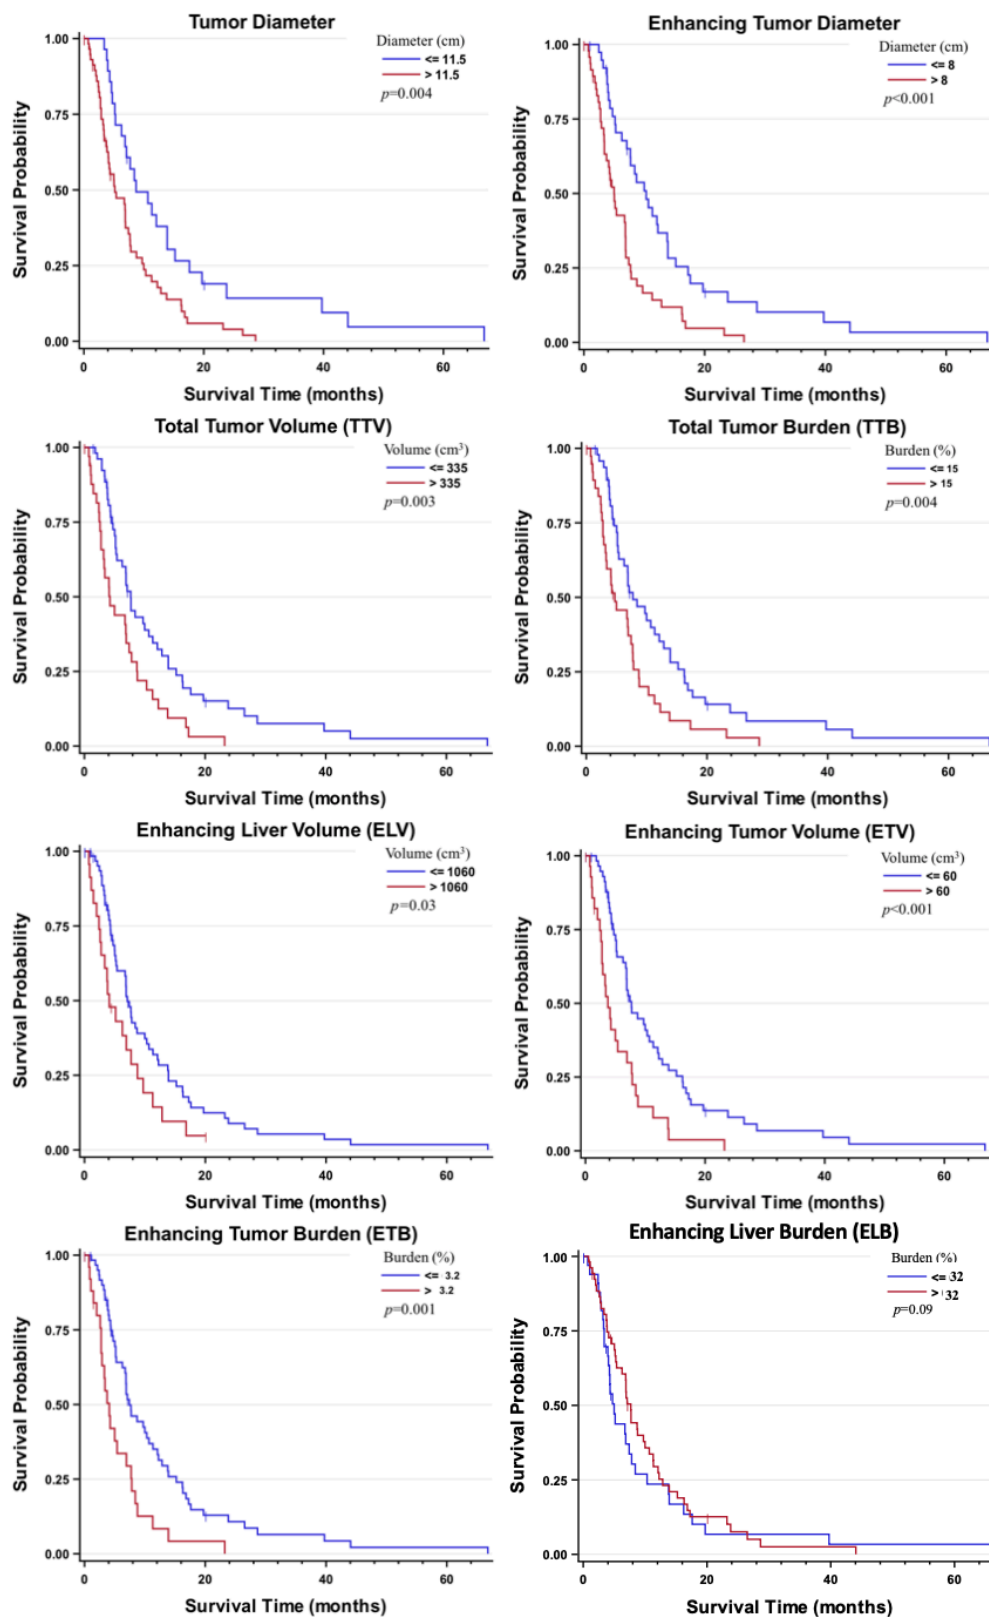 Tumor Diameter
Diameter (cm)
<= 11.5
> 11.5
p=0.004
1.00
0.75
0.50
0.25
0.00
Survival Probability
0 20 40 60
Survival Time (months)
Enhancing Tumor Diameter
Diameter (cm)
<= 8
> 8
p<0.001
1.00
0.75
0.50
0.25
0.00
Survival Probability
0 20 40 60
Survival Time (months)
Total Tumor Volume (TTV)
Volume (cm³)
<= 335
> 335
p=0.003
1.00
0.75
0.50
0.25
0.00
Survival Probability
0 20 40 60
Survival Time (months)
Total Tumor Burden (TTB)
Burden (%)
<= 15
> 15
p=0.004
1.00
0.75
0.50
0.25
0.00
Survival Probability
0 20 40 60
Survival Time (months)
Enhancing Liver Volume (ELV)
Volume (cm³)
<= 1060
> 1060
p=0.03
1.00
0.75
0.50
0.25
0.00
Survival Probability
0 20 40 60
Survival Time (months)
Enhancing Tumor Volume (ETV)
Volume (cm³)
<= 60
> 60
p<0.001
1.00
0.75
0.50
0.25
0.00
Survival Probability
0 20 40 60
Survival Time (months)
Enhancing Tumor Burden (ETB)
Burden (%)
<= 3.2
> 3.2
p=0.001
1.00
0.75
0.50
0.25
0.00
Survival Probability
0 20 40 60
Survival Time (months)
Enhancing Liver Burden (ELB)
Burden (%)
<= 32
> 32
p=0.09
1.00
0.75
0.50
0.25
0.00
Survival Probability
0 20 40 60
Survival Time (months)